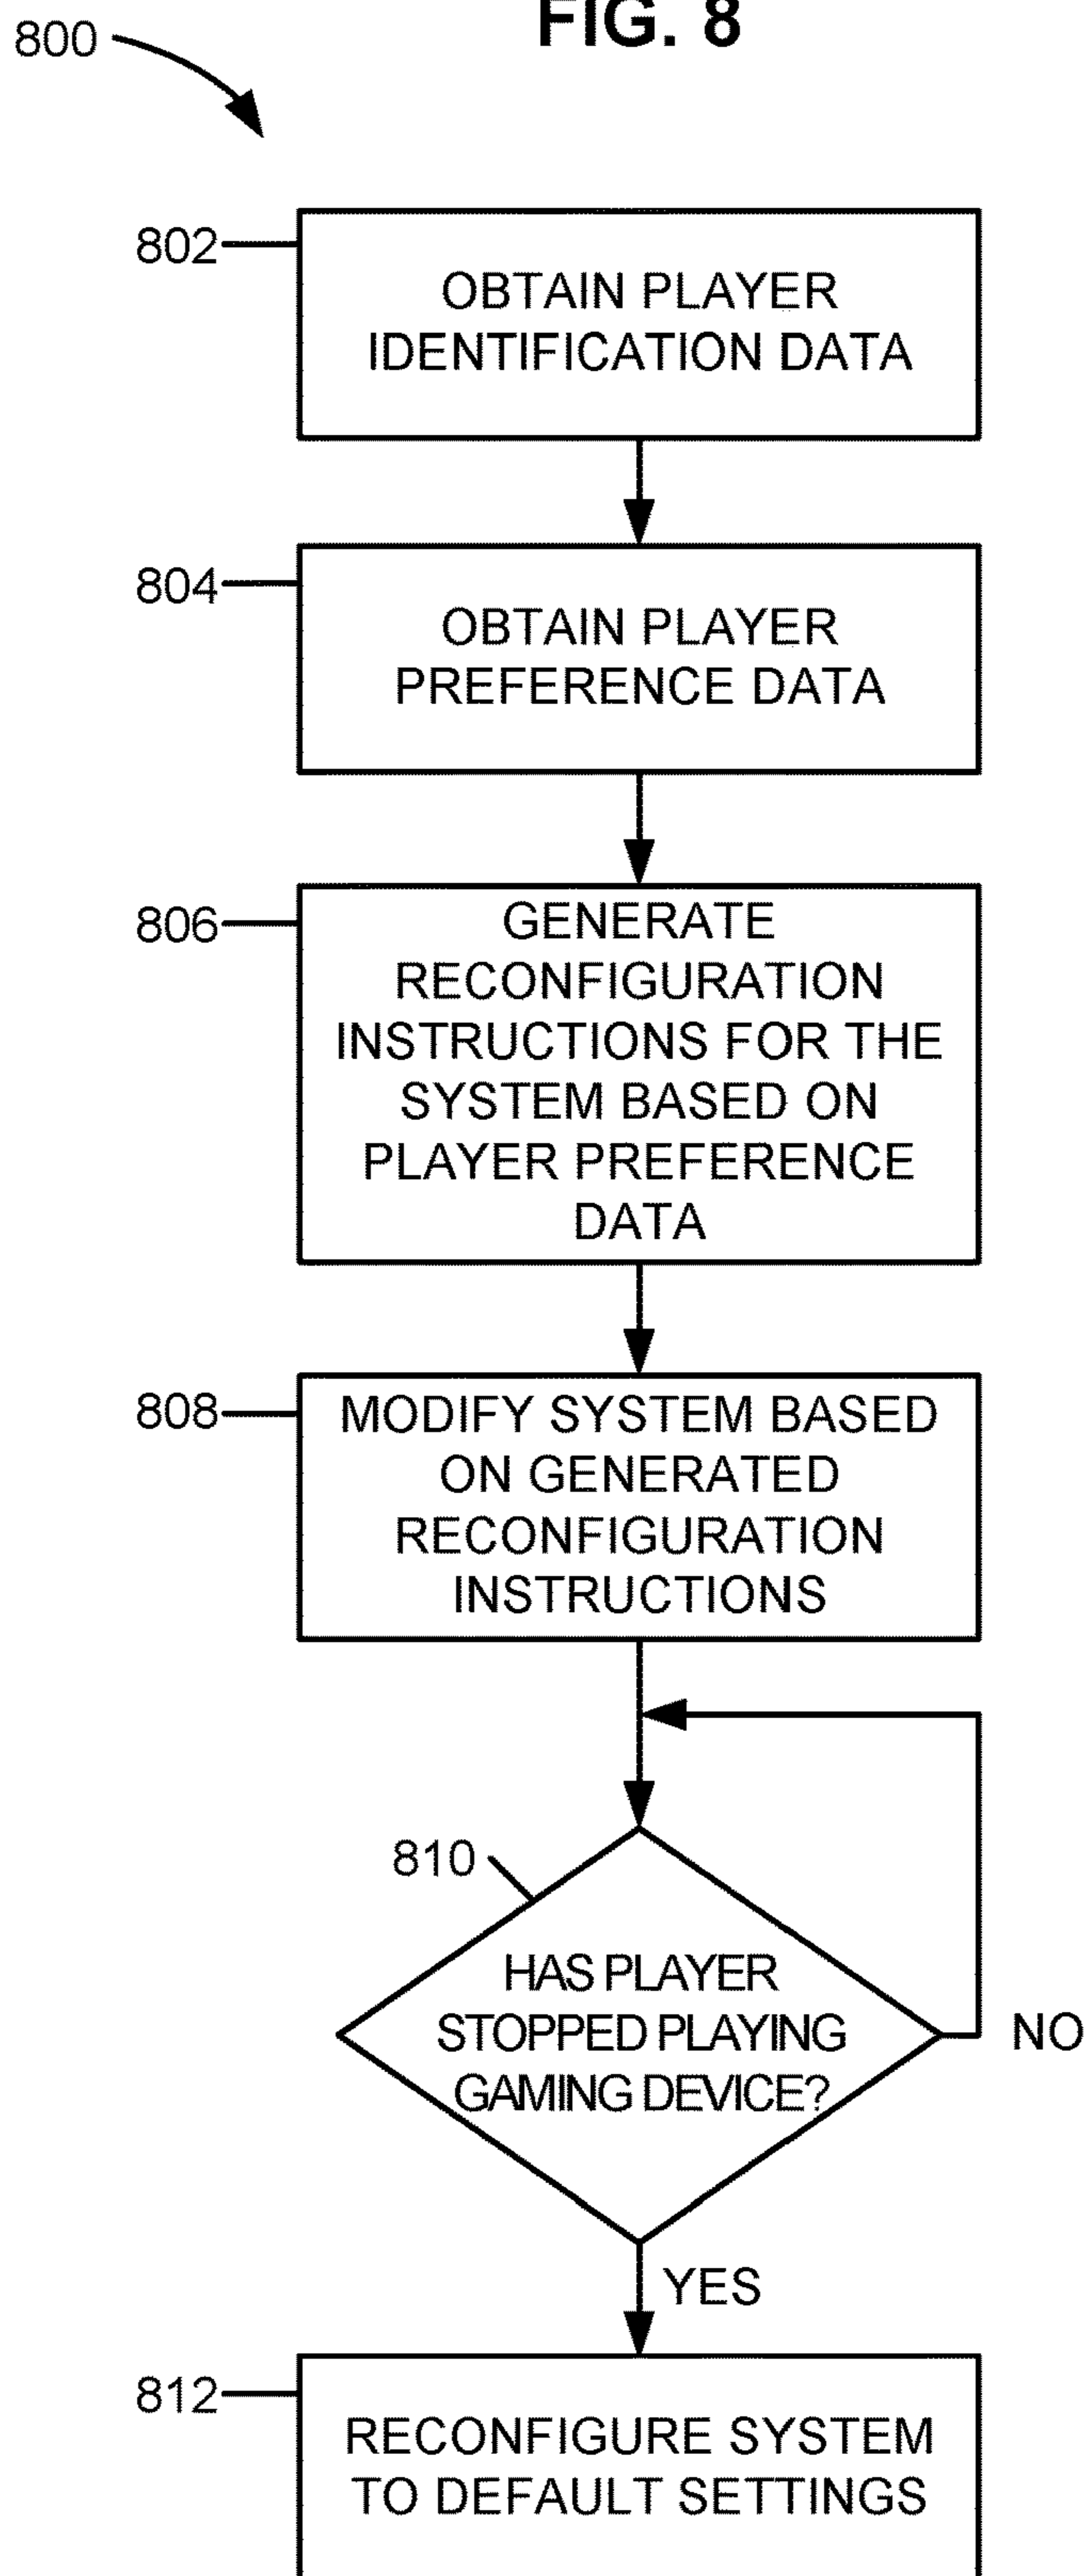 FIG. 8
800
802
OBTAIN PLAYER
IDENTIFICATION DATA
804
OBTAIN PLAYER
PREFERENCE DATA
806
GENERATE
RECONFIGURATION
INSTRUCTIONS FOR THE
SYSTEM BASED ON
PLAYER PREFERENCE
DATA
808
MODIFY SYSTEM BASED
ON GENERATED
RECONFIGURATION
INSTRUCTIONS
810
HAS PLAYER
STOPPED PLAYING
GAMING DEVICE?
NO
YES
812
RECONFIGURE SYSTEM
TO DEFAULT SETTINGS